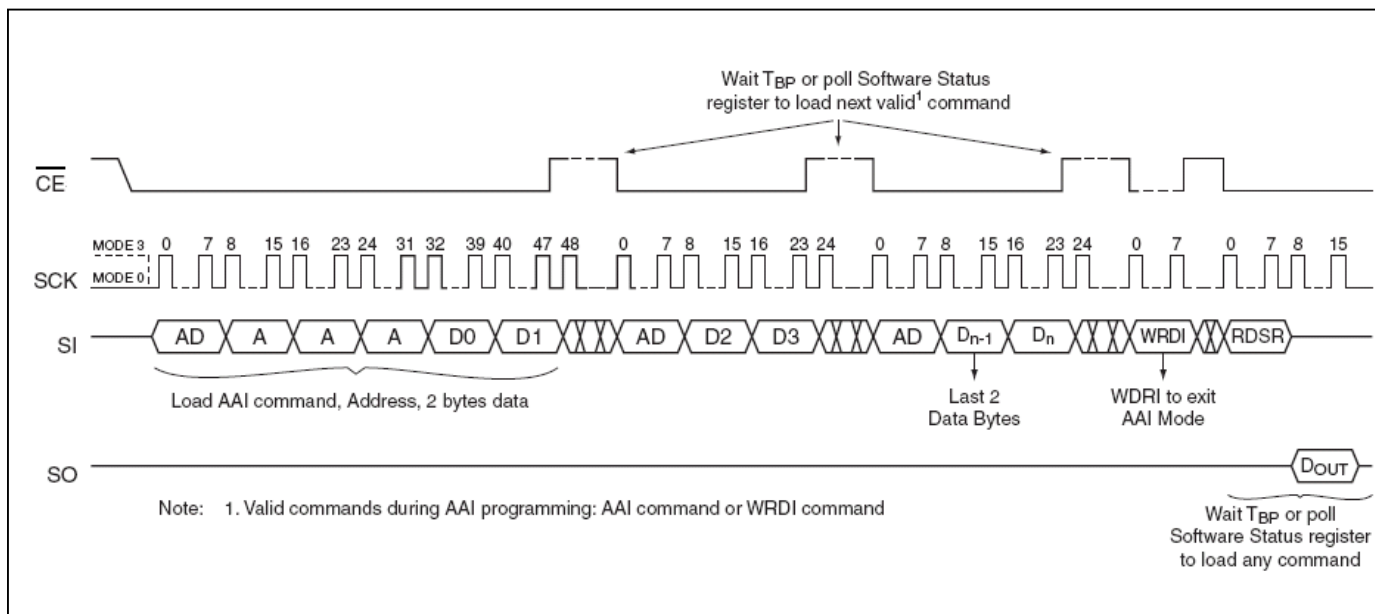 Wait TBP or poll Software Status
register to load next valid1 command
CE
MODE 3
MODE 0
SCK
0 7 8 15 16 23 24 31 32 39 40 47 48 0 7 8 15 16 23 24 0 7 8 15 16 23 24 0 7 0 7 8 15
SI
AD A A A D0 D1 AD D2 D3 AD Dn-1 Dn WRDI RDSR
Load AAI command, Address, 2 bytes data
Last 2
Data Bytes
WDRI to exit
AAI Mode
SO
DOUT
Note: 1. Valid commands during AAI programming: AAI command or WRDI command
Wait TBP or poll
Software Status register
to load any command